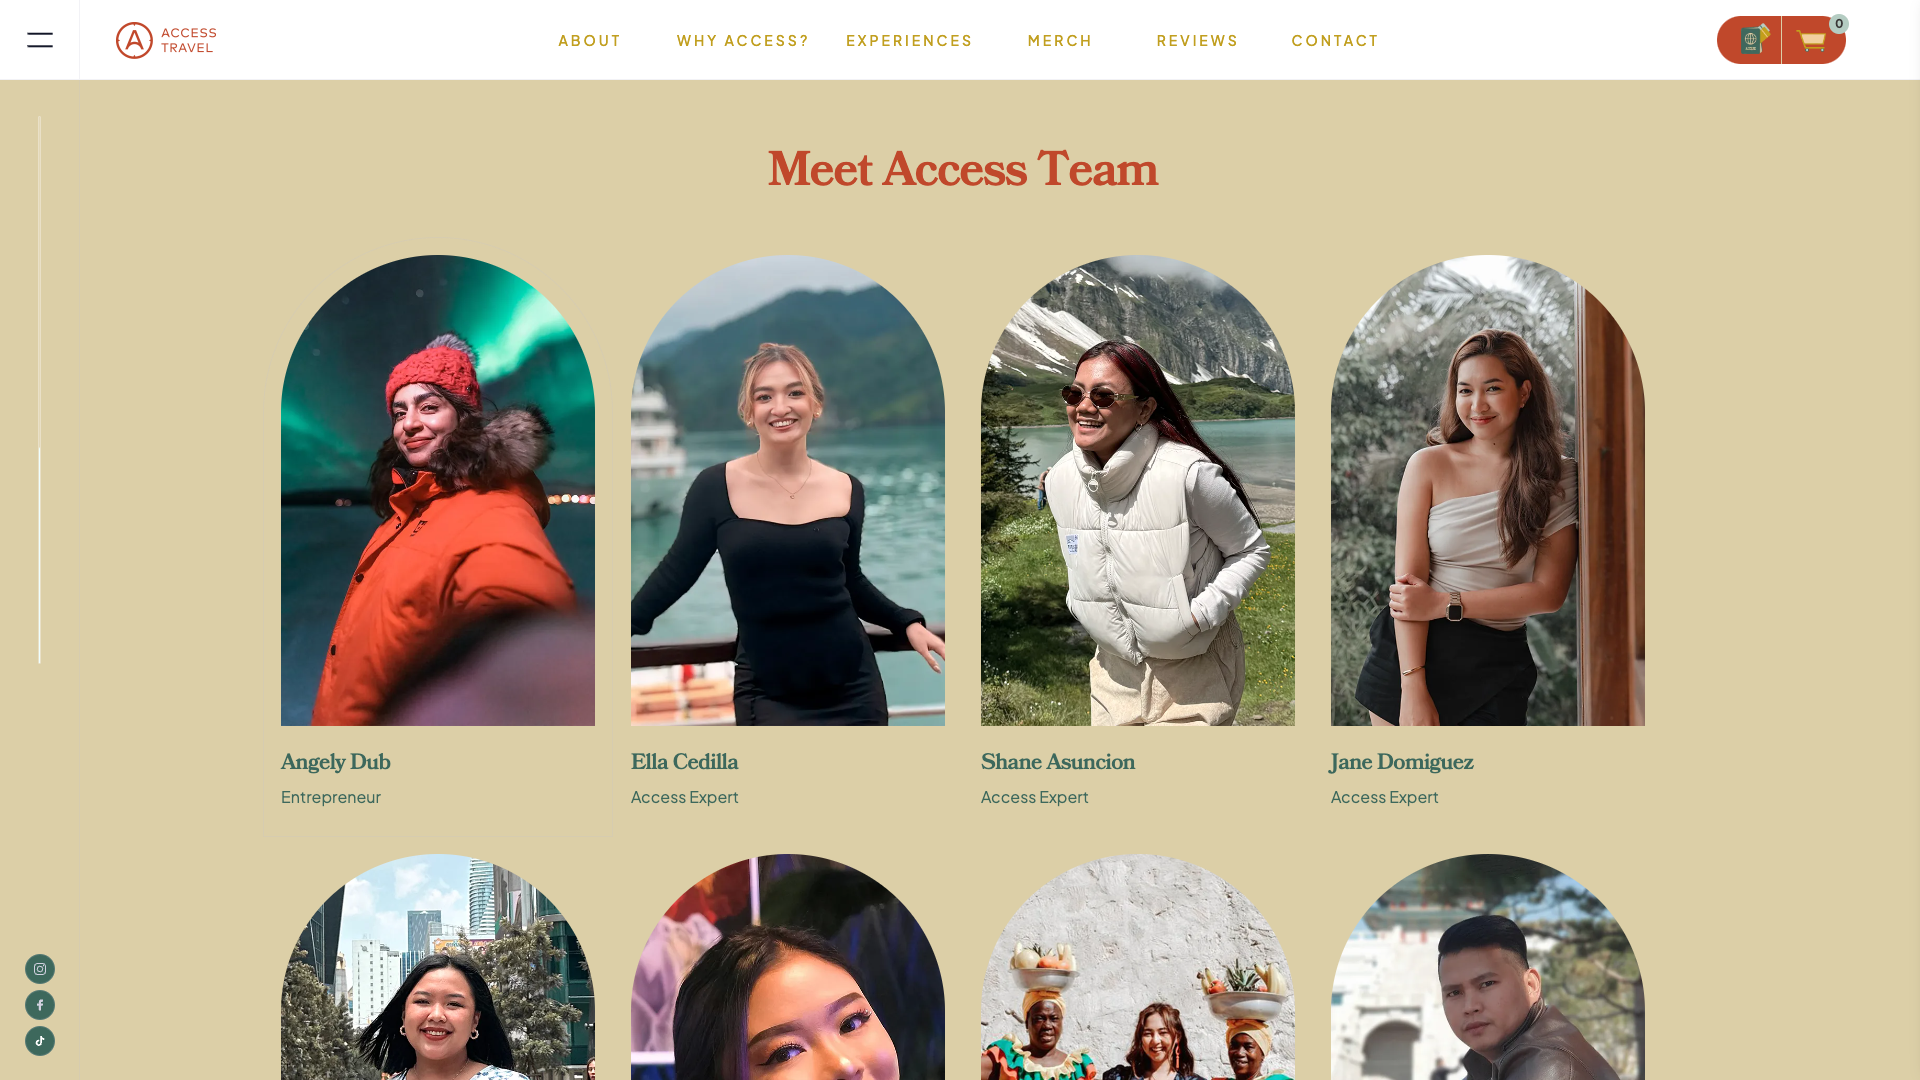 ACCESS
TRAVEL
ABOUT
WHY ACCESS?
EXPERIENCES
MERCH
REVIEWS
CONTACT
0
Meet Access Team
Angely Dub
Entrepreneur
Ella Cedilla
Access Expert
Shane Asuncion
Access Expert
Jane Domiguez
Access Expert